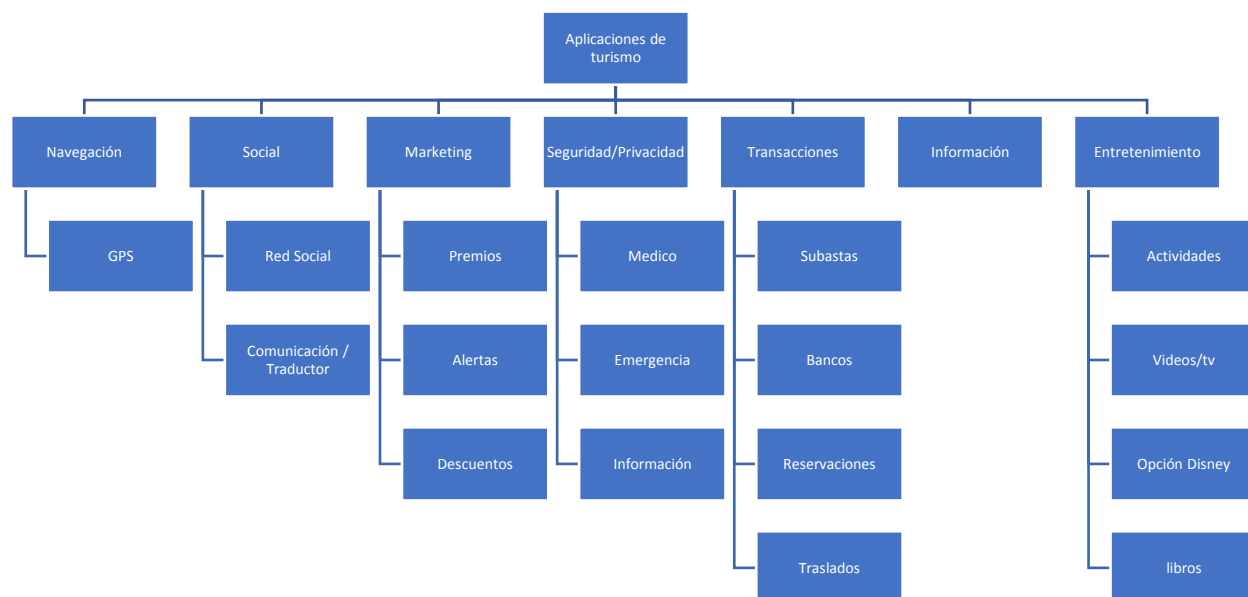 Aplicaciones de
turismo
Navegación
Social
Marketing
Seguridad/Privacidad
Transacciones
Información
Entretenimiento
GPS
Red Social
Premios
Medico
Subastas
Actividades
Comunicación /
Traductor
Alertas
Emergencia
Bancos
Videos/tv
Descuentos
Información
Reservaciones
Opción Disney
Traslados
libros